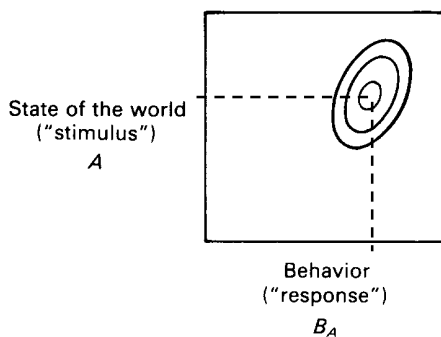 State of the world
("stimulus")
A
Behavior
("response")
B_A